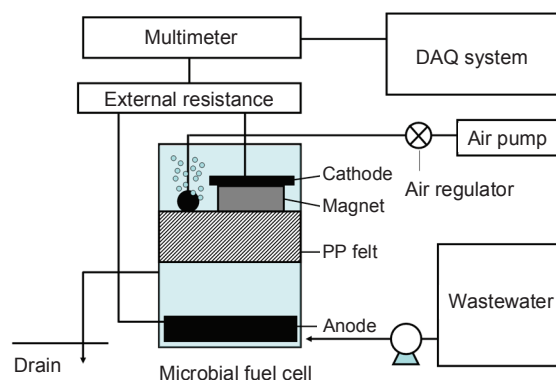 Multimeter
DAQ system
External resistance
Air pump
Cathode
Air regulator
Magnet
PP felt
Wastewater
Anode
Drain
Microbial fuel cell